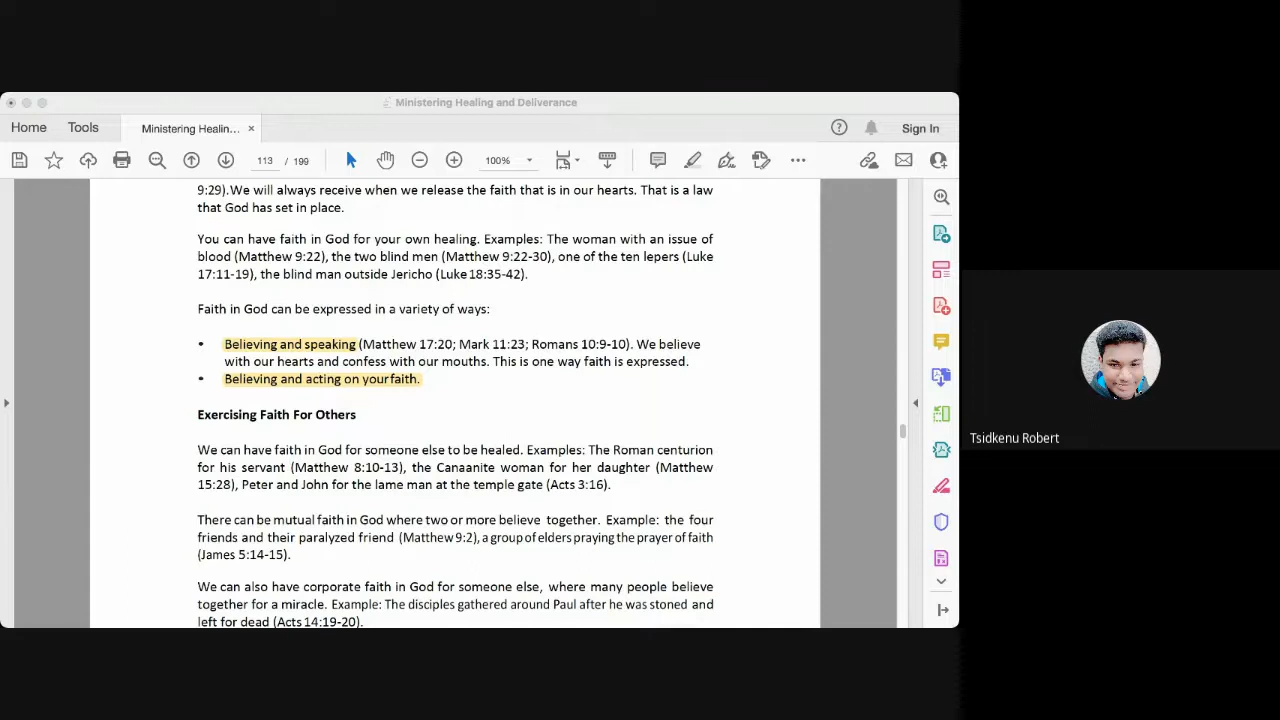 Ministering Healing and Deliverance
Home
Tools
Ministering Healin...
Sign In
113 / 199
100%
9:29).We will always receive when we release the faith that is in our hearts. That is a law
that God has set in place.
You can have faith in God for your own healing. Examples: The woman with an issue of
blood (Matthew 9:22), the two blind men (Matthew 9:22-30), one of the ten lepers (Luke
17:11-19), the blind man outside Jericho (Luke 18:35-42).
Faith in God can be expressed in a variety of ways:
• Believing and speaking (Matthew 17:20; Mark 11:23; Romans 10:9-10). We believe
with our hearts and confess with our mouths. This is one way faith is expressed.
• Believing and acting on yourfaith.
Exercising Faith For Others
We can have faith in God for someone else to be healed. Examples: The Roman centurion
for his servant (Matthew 8:10-13), the Canaanite woman for her daughter (Matthew
15:28), Peter and John for the lame man at the temple gate (Acts 3:16).
There can be mutual faith in God where two or more believe together. Example: the four
friends and their paralyzed friend (Matthew 9:2), a group of elders praying the prayer of faith
(James 5:14-15).
We can also have corporate faith in God for someone else, where many people believe
together for a miracle. Example: The disciples gathered around Paul after he was stoned and
left for dead (Acts 14:19-20).
Tsidkenu Robert